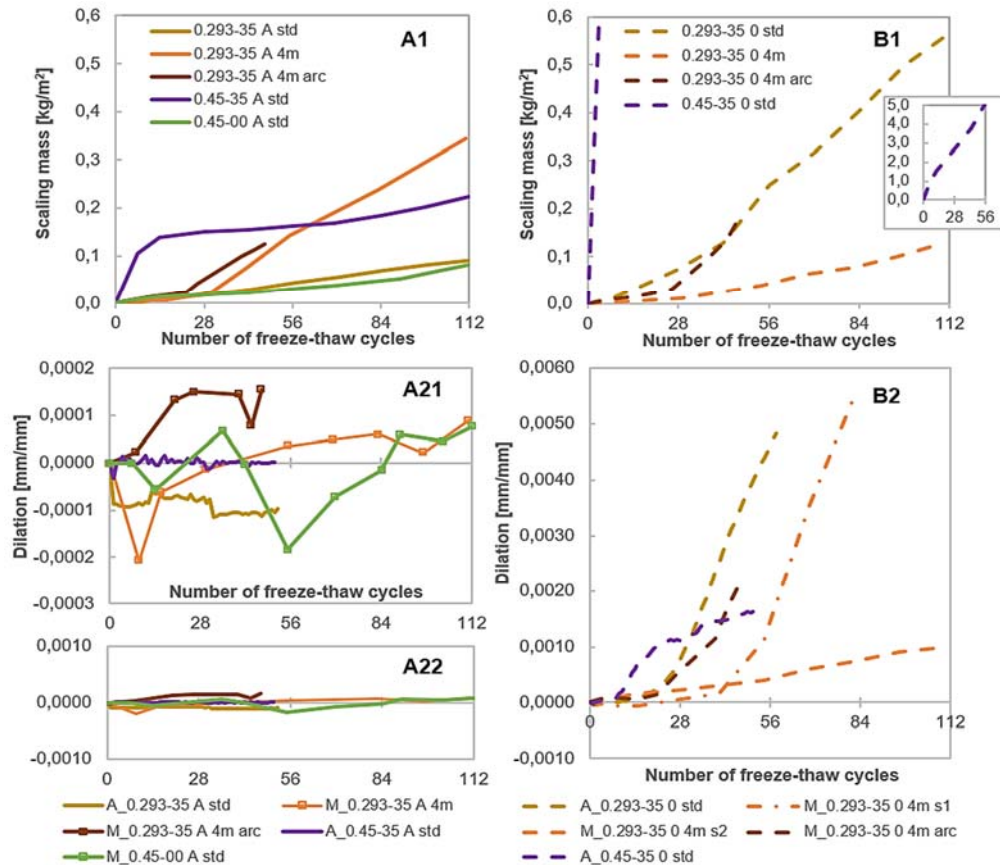 A1
Scaling mass [kg/m²]
0,6
0,5
0,4
0,3
0,2
0,1
0,0
0.293-35 A std
0.293-35 A 4m
0.293-35 A 4m arc
0.45-35 A std
0.45-00 A std
0 28 56 84 112
Number of freeze-thaw cycles
B1
Scaling mass [kg/m²]
0,6
0,5
0,4
0,3
0,2
0,1
0,0
0.293-35 0 std
0.293-35 0 4m
0.293-35 0 4m arc
0.45-35 0 std
5,0
4,0
3,0
2,0
1,0
0,0
0 28 56
0 28 56 84 112
Number of freeze-thaw cycles
A21
Dilation [mm/mm]
0,0002
0,0001
0,0000
-0,0001
-0,0002
-0,0003
Number of freeze-thaw cycles
0 28 56 84 112
A22
0,0010
0,0000
-0,0010
0 28 56 84 112
A_0.293-35 A std
M_0.293-35 A 4m
M_0.293-35 A 4m arc
A_0.45-35 A std
M_0.45-00 A std
B2
Dilation [mm/mm]
0,0060
0,0050
0,0040
0,0030
0,0020
0,0010
0,0000
-0,0010
0 28 56 84 112
Number of freeze-thaw cycles
A_0.293-35 0 std
M_0.293-35 0 4m s1
M_0.293-35 0 4m s2
M_0.293-35 0 4m arc
A_0.45-35 0 std